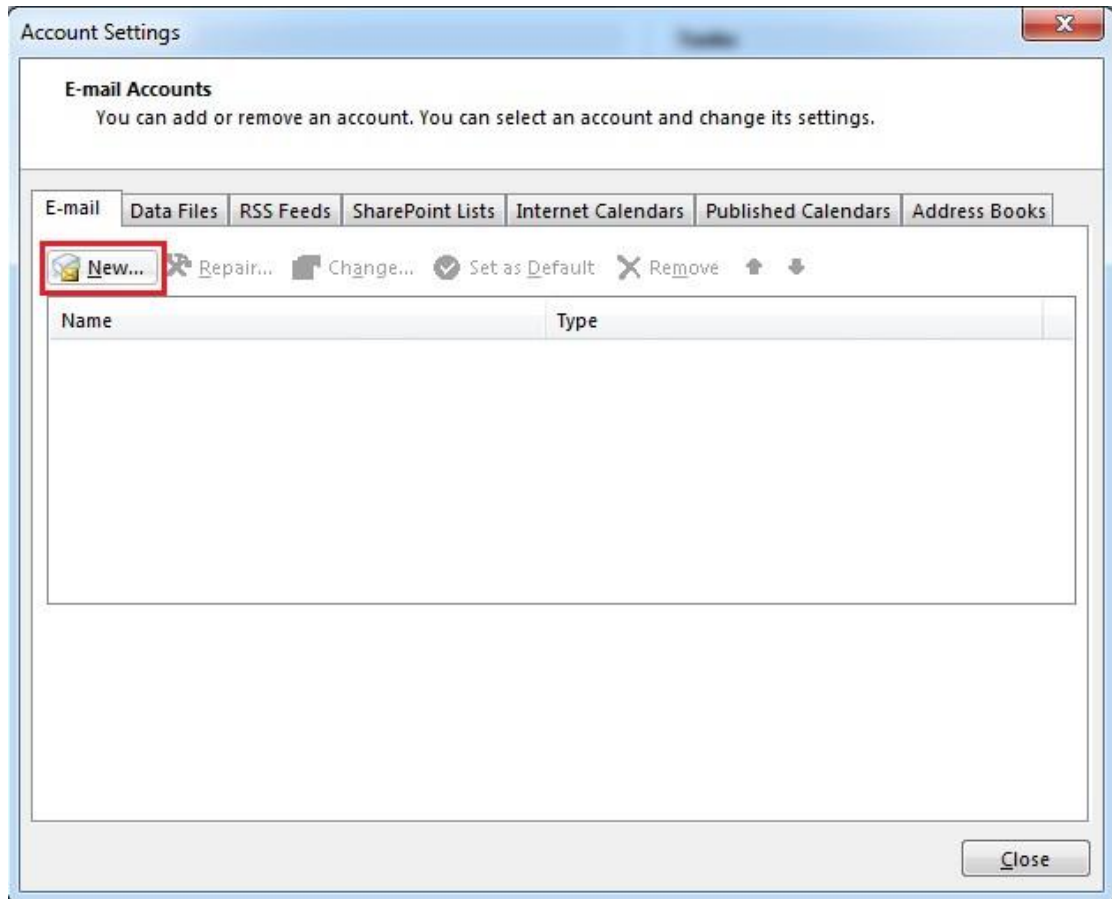 Account Settings
E-mail Accounts
You can add or remove an account. You can select an account and change its settings.
E-mail Data Files RSS Feeds SharePoint Lists Internet Calendars Published Calendars Address Books
New... Repair... Change... Set as Default Remove
Name Type
Close